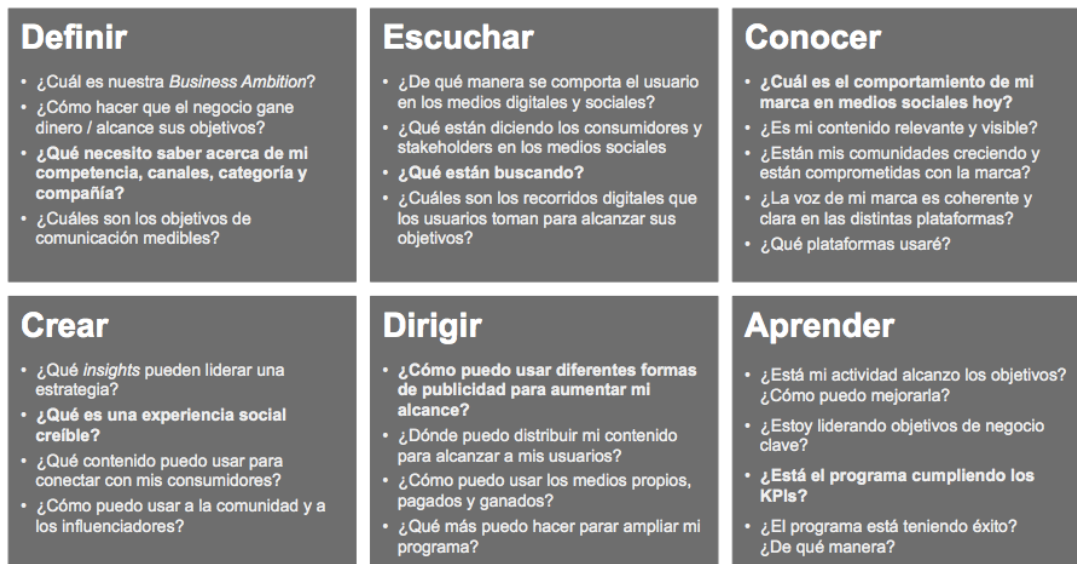 Definir
• ¿Cuál es nuestra Business Ambition?
• ¿Cómo hacer que el negocio gane
dinero / alcance sus objetivos?
• ¿Qué necesito saber acerca de mi
competencia, canales, categoría y
compañía?
• ¿Cuáles son los objetivos de
comunicación medibles?
Escuchar
• ¿De qué manera se comporta el usuario
en los medios digitales y sociales?
• ¿Qué están diciendo los consumidores y
stakeholders en los medios sociales
• ¿Qué están buscando?
• ¿Cuáles son los recorridos digitales que
los usuarios toman para alcanzar sus
objetivos?
Conocer
• ¿Cuál es el comportamiento de mi
marca en medios sociales hoy?
• ¿Es mi contenido relevante y visible?
• ¿Están mis comunidades creciendo y
están comprometidas con la marca?
• ¿La voz de mi marca es coherente y
clara en las distintas plataformas?
• ¿Qué plataformas usaré?
Crear
• ¿Qué insights pueden liderar una
estrategia?
• ¿Qué es una experiencia social
creíble?
• ¿Qué contenido puedo usar para
conectar con mis consumidores?
• ¿Cómo puedo usar a la comunidad y a
los influenciadores?
Dirigir
• ¿Cómo puedo usar diferentes formas
de publicidad para aumentar mi
alcance?
• ¿Dónde puedo distribuir mi contenido
para alcanzar a mis usuarios?
• ¿Cómo puedo usar los medios propios,
pagados y ganados?
• ¿Qué más puedo hacer parar ampliar mi
programa?
Aprender
• ¿Está mi actividad alcanzo los objetivos?
¿Cómo puedo mejorarla?
• ¿Estoy liderando objetivos de negocio
clave?
• ¿Está el programa cumpliendo los
KPIs?
• ¿El programa está teniendo éxito?
¿De qué manera?